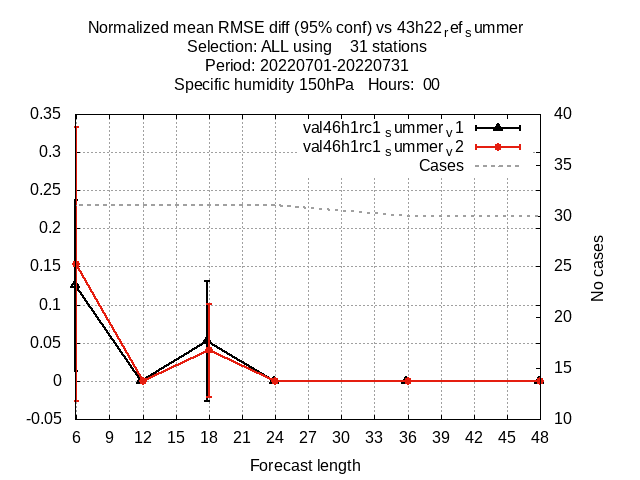 Normalized mean RMSE diff (95% conf) vs 43h22ᵣefₛummer
Selection: ALL using    31 stations
Period: 20220701-20220731
Specific humidity 150hPa   Hours:  00
val46h1rc1ₛummerᵥ1
val46h1rc1ₛummerᵥ2
Cases
0.35
0.3
0.25
0.2
0.15
0.1
0.05
0
-0.05
40
35
30
25
20
15
10
No cases
6 9 12 15 18 21 24 27 30 33 36 39 42 45 48
Forecast length